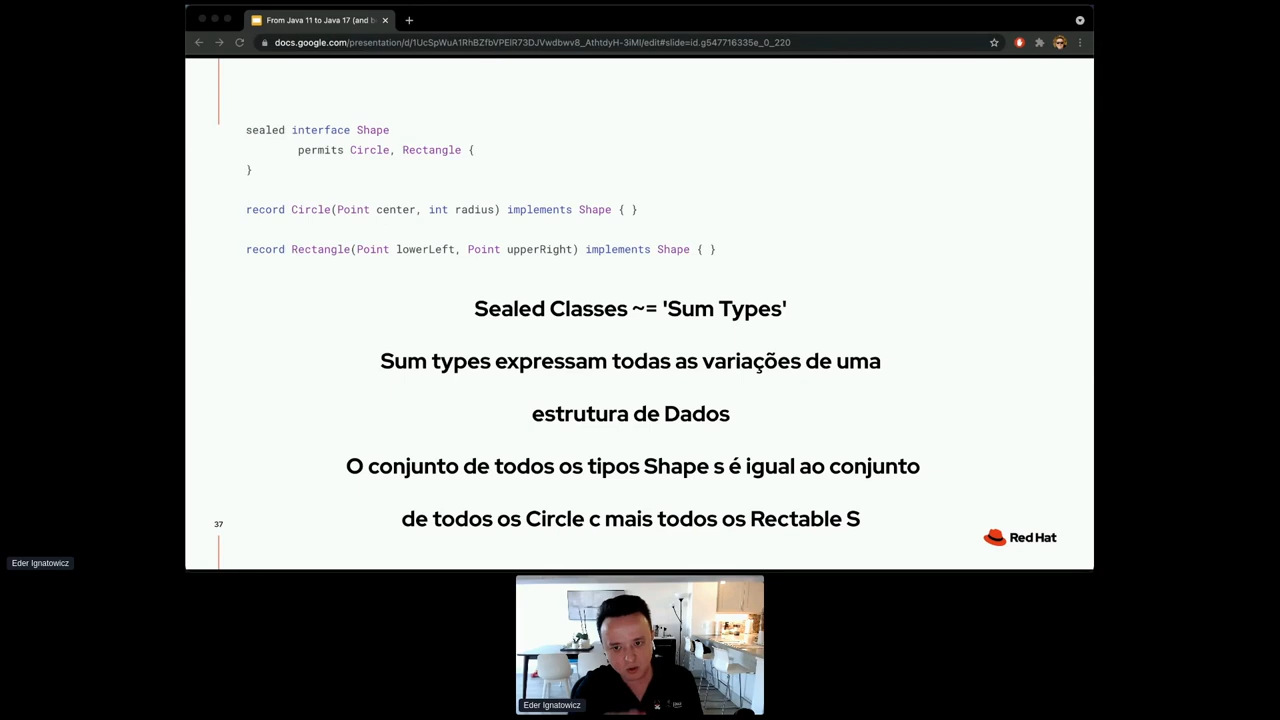 From Java 11 to Java 17 (and b
docs.google.com/presentation/d/1UcSpWuA1RhBZfbVPElR73DJVwdbwv8_AthtdyH-3iMI/edit#slide=id.g547716335e_0_220
sealed interface Shape
permits Circle, Rectangle {
}
record Circle(Point center, int radius) implements Shape { }
record Rectangle(Point lowerLeft, Point upperRight) implements Shape { }
Sealed Classes ~= 'Sum Types'
Sum types expressam todas as variações de uma
estrutura de Dados
O conjunto de todos os tipos Shape s é igual ao conjunto
de todos os Circle c mais todos os Rectable S
37
Red Hat
Eder Ignatowicz
Eder Ignatowicz